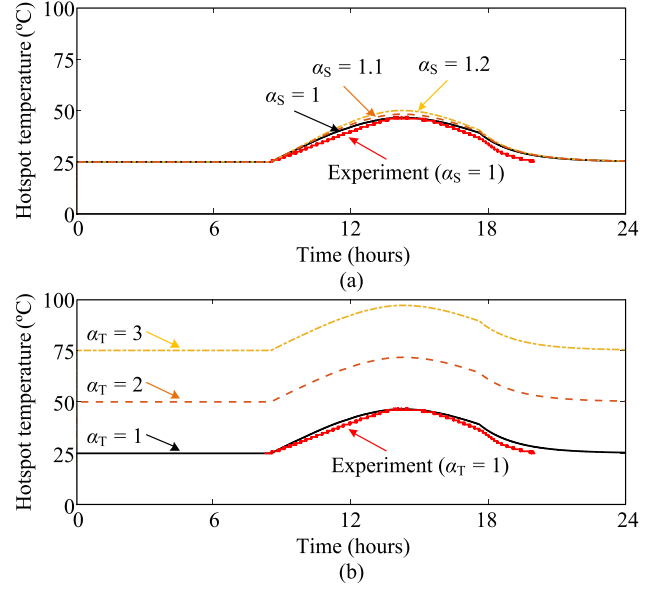 100
75
50
25
0
Hotspot temperature (ºC)
αS = 1.1
αS = 1.2
αS = 1
Experiment (αS = 1)
0
6
12
18
24
Time (hours)
(a)
100
75
50
25
0
Hotspot temperature (ºC)
αT = 3
αT = 2
αT = 1
Experiment (αT = 1)
0
6
12
18
24
Time (hours)
(b)